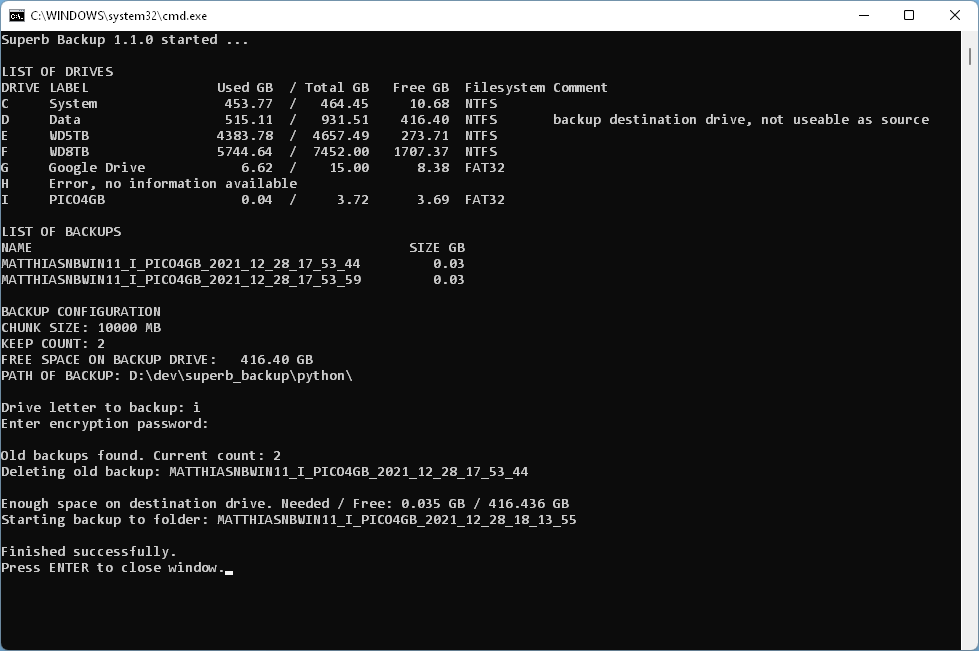 C:\WINDOWS\system32\cmd.exe
Superb Backup 1.1.0 started ...
LIST OF DRIVES
DRIVE LABEL Used GB / Total GB Free GB Filesystem Comment
C System 453.77 / 464.45 10.68 NTFS
D Data 515.11 / 931.51 416.40 NTFS backup destination drive, not useable as source
E WD5TB 4383.78 / 4657.49 273.71 NTFS
F WD8TB 5744.64 / 7452.00 1707.37 NTFS
G Google Drive 6.62 / 15.00 8.38 FAT32
H Error, no information available
I PICO4GB 0.04 / 3.72 3.69 FAT32
LIST OF BACKUPS
NAME SIZE GB
MATTHIASNBWIN11_I_PICO4GB_2021_12_28_17_53_44 0.03
MATTHIASNBWIN11_I_PICO4GB_2021_12_28_17_53_59 0.03
BACKUP CONFIGURATION
CHUNK SIZE: 10000 MB
KEEP COUNT: 2
FREE SPACE ON BACKUP DRIVE: 416.40 GB
PATH OF BACKUP: D:\dev\superb_backup\python\
Drive letter to backup: i
Enter encryption password:
Old backups found. Current count: 2
Deleting old backup: MATTHIASNBWIN11_I_PICO4GB_2021_12_28_17_53_44
Enough space on destination drive. Needed / Free: 0.035 GB / 416.436 GB
Starting backup to folder: MATTHIASNBWIN11_I_PICO4GB_2021_12_28_18_13_55
Finished successfully.
Press ENTER to close window.